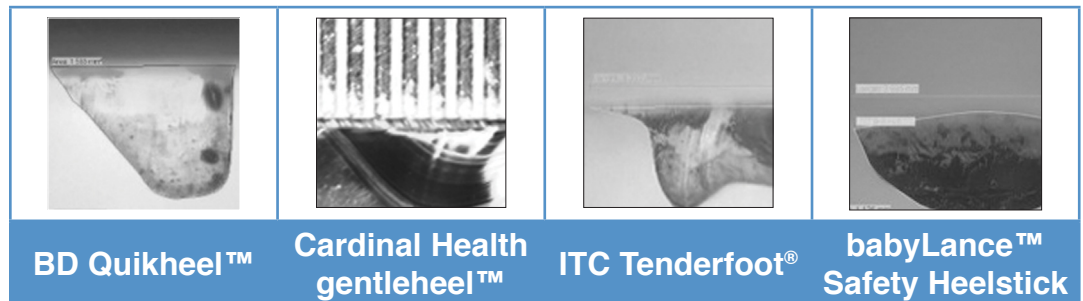 BD Quikheel™
Cardinal Health
gentleheel™
ITC Tenderfoot®
babyLance™
Safety Heelstick